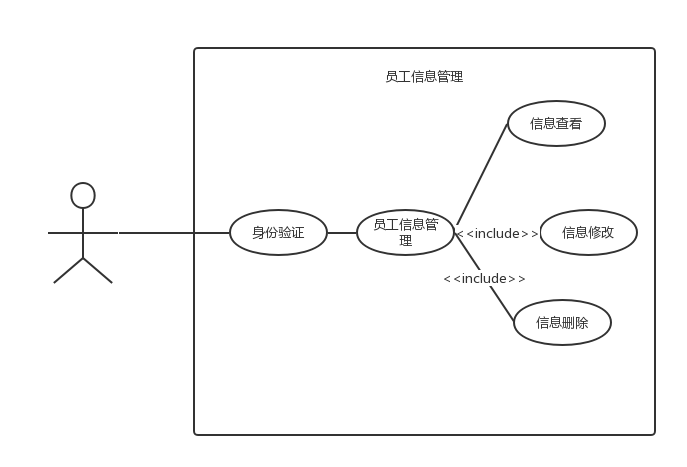 员工信息管理
信息查看
身份验证
员工信息管
理
<<include>>
信息修改
<<include>>
信息删除